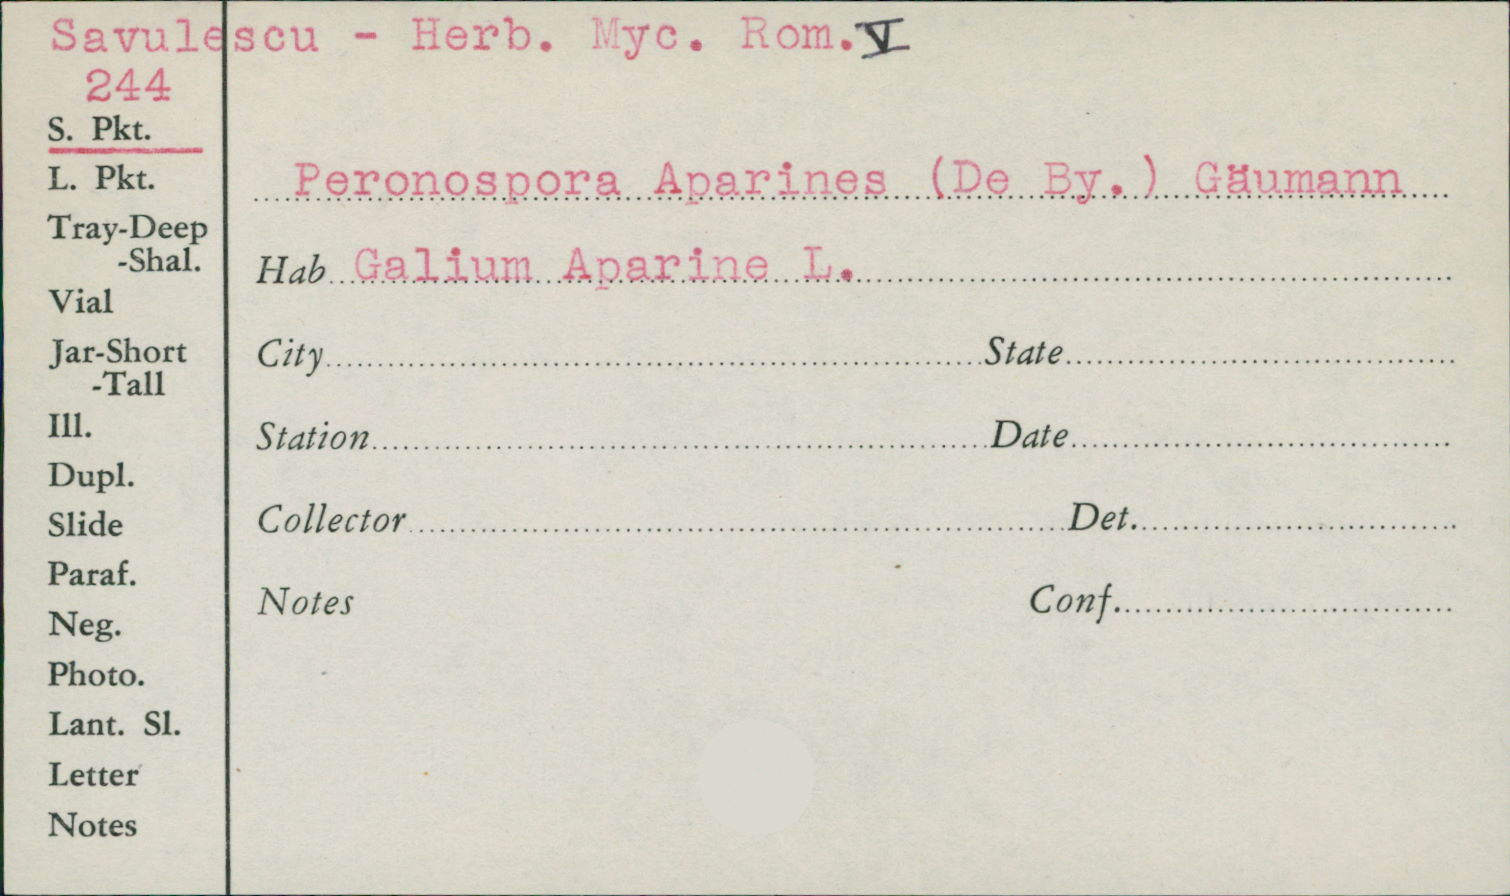 Savulescu - Herb. Myc. Rom. V
244
S. Pkt.
L. Pkt.
Tray-Deep
-Shal.
Vial
Jar-Short
-Tall
Ill.
Dupl.
Slide
Paraf.
Neg.
Photo.
Lant. Sl.
Letter
Notes
Peronospora Aparines (De By.) Gäumann
Hab Galium Aparine L.
City State
Station Date
Collector Det.
Notes Conf.